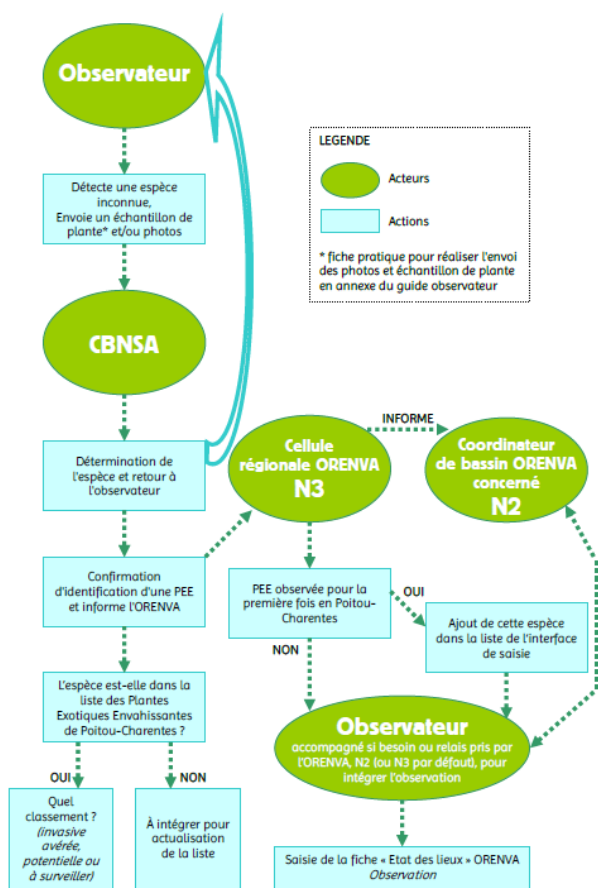 Observateur
Détecte une espèce
inconnue,
Envoie un échantillon de
plante* et/ou photos
LEGENDE
Acteurs
Actions
* fiche pratique pour réaliser l'envoi
des photos et échantillon de plante
en annexe du guide observateur
CBNSA
Détermination de
l'espèce et retour à
l'observateur
Cellule
régionale ORENVA
N3
INFORME
Coordinateur
de bassin ORENVA
concerné
N2
Confirmation
d'identification d'une PEE
et informe l'ORENVA
PEE observée pour la
première fois en Poitou-
Charentes
OUI
NON
Ajout de cette espèce
dans la liste de l'interface
de saisie
L'espèce est-elle dans la
liste des Plantes
Exotiques Envahissantes
de Poitou-Charentes ?
OUI
NON
Quel
classement ?
(invasive
avérée,
potentielle ou
à surveiller)
À intégrer pour
actualisation
de la liste
Observateur
accompagné si besoin ou relais pris par
l'ORENVA, N2 (ou N3 par défaut), pour
intégrer l'observation
Saisie de la fiche « Etat des lieux » ORENVA
Observation